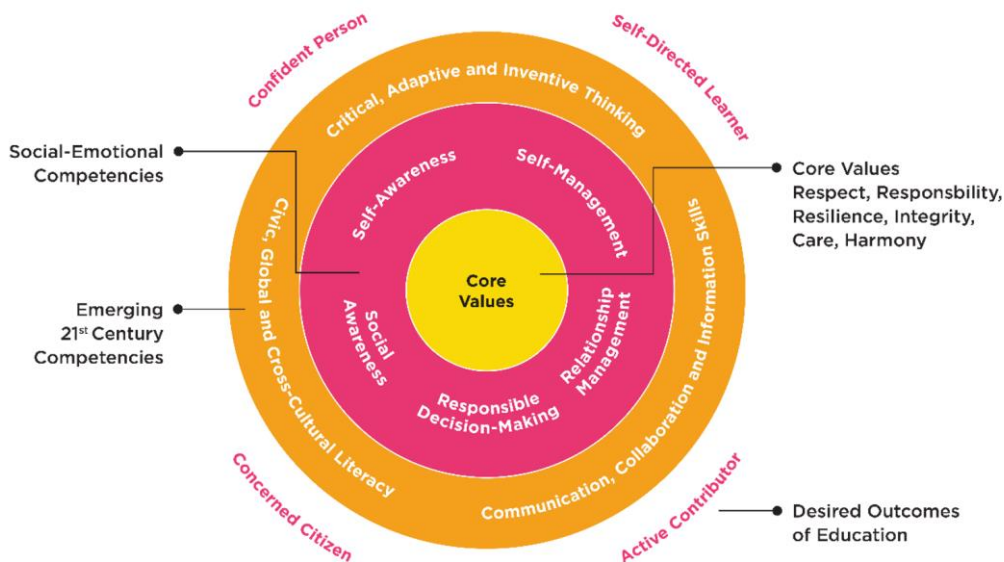 Confident Person
Self-Directed Learner
Critical, Adaptive and Inventive Thinking
Social-Emotional
Competencies
Self-Awareness
Self-Management
Core Values
Respect, Responsbility,
Resilience, Integrity,
Care, Harmony
Civic, Global and Cross-Cultural Literacy
Communication, Collaboration and Information Skills
Core
Values
Emerging
21st Century
Competencies
Social
Awareness
Relationship
Management
Responsible
Decision-Making
Concerned Citizen
Active Contributor
Desired Outcomes
of Education